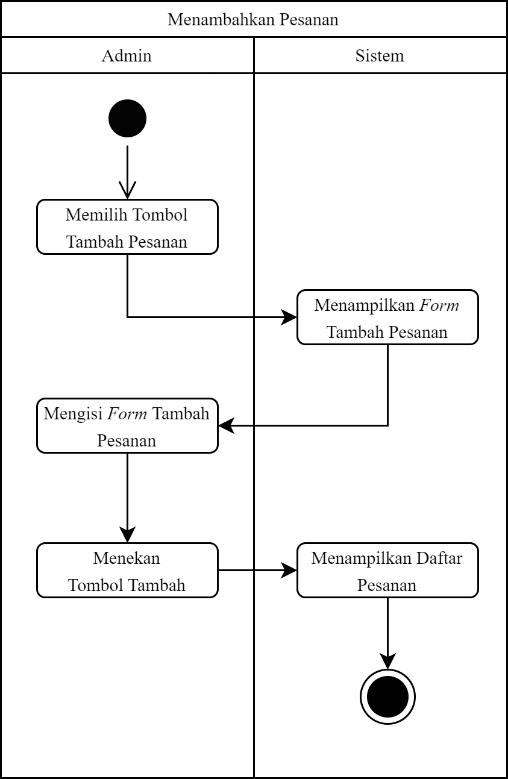 Menambahkan Pesanan
Admin
Sistem
Memilih Tombol
Tambah Pesanan
Menampilkan Form
Tambah Pesanan
Mengisi Form Tambah
Pesanan
Menekan
Tombol Tambah
Menampilkan Daftar
Pesanan